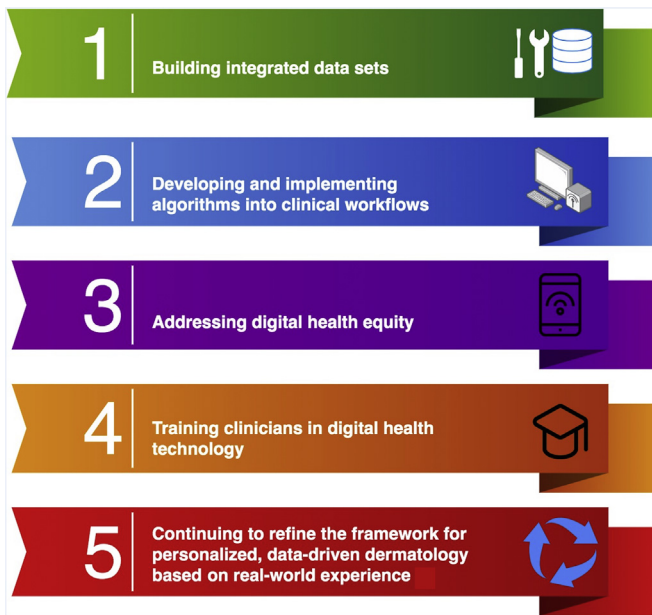 1
Building integrated data sets
2
Developing and implementing
algorithms into clinical workflows
3
Addressing digital health equity
4
Training clinicians in digital health
technology
5
Continuing to refine the framework for
personalized, data-driven dermatology
based on real-world experience